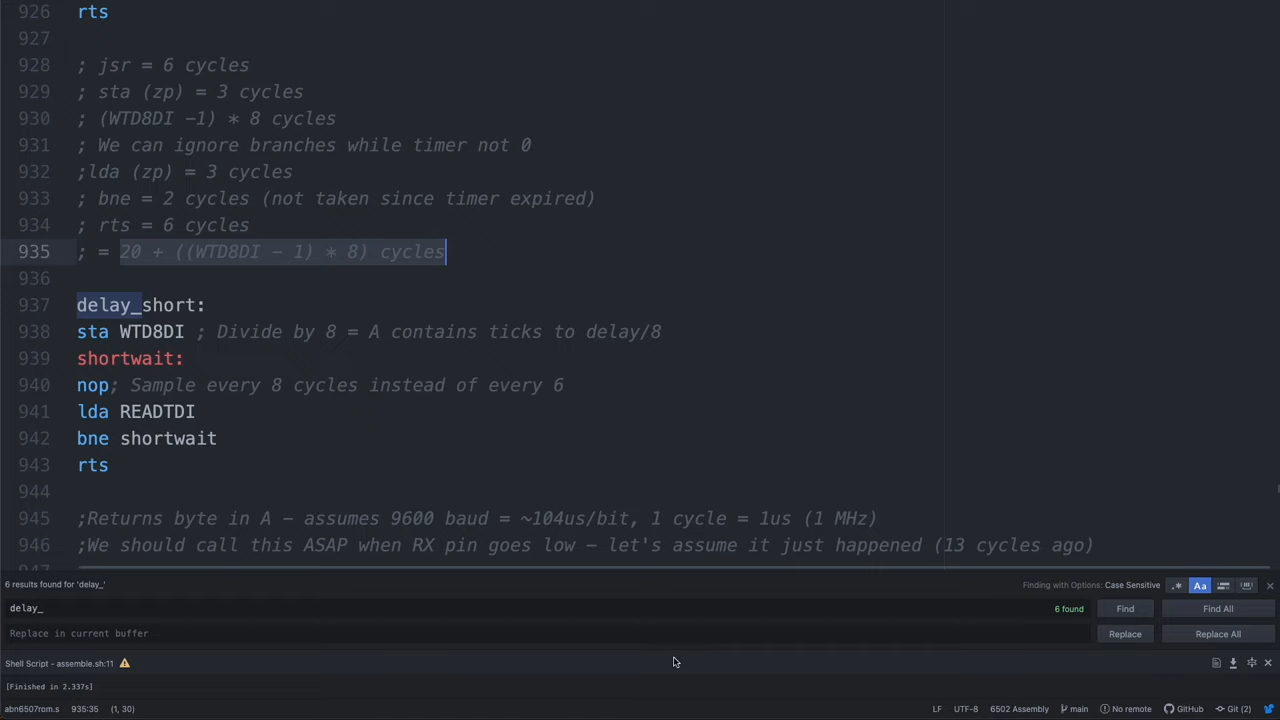 926 rts
927
928 ; jsr = 6 cycles
929 ; sta (zp) = 3 cycles
930 ; (WTD8DI -1) * 8 cycles
931 ; We can ignore branches while timer not 0
932 ;lda (zp) = 3 cycles
933 ; bne = 2 cycles (not taken since timer expired)
934 ; rts = 6 cycles
935 ; = 20 + ((WTD8DI - 1) * 8) cycles
936
937 delay_short:
938 sta WTD8DI ; Divide by 8 = A contains ticks to delay/8
939 shortwait:
940 nop; Sample every 8 cycles instead of every 6
941 lda READTDI
942 bne shortwait
943 rts
944
945 ;Returns byte in A - assumes 9600 baud = ~104us/bit, 1 cycle = 1us (1 MHz)
946 ;We should call this ASAP when RX pin goes low - let's assume it just happened (13 cycles ago)
947
6 results found for 'delay_' Finding with Options: Case Sensitive .* Aa
delay_ 6 found Find Find All
Replace in current buffer Replace Replace All
Shell Script - assemble.sh:11
[Finished in 2.337s]
abn6507rom.s 935:35 (1, 30) LF UTF-8 6502 Assembly main No remote GitHub Git (2)